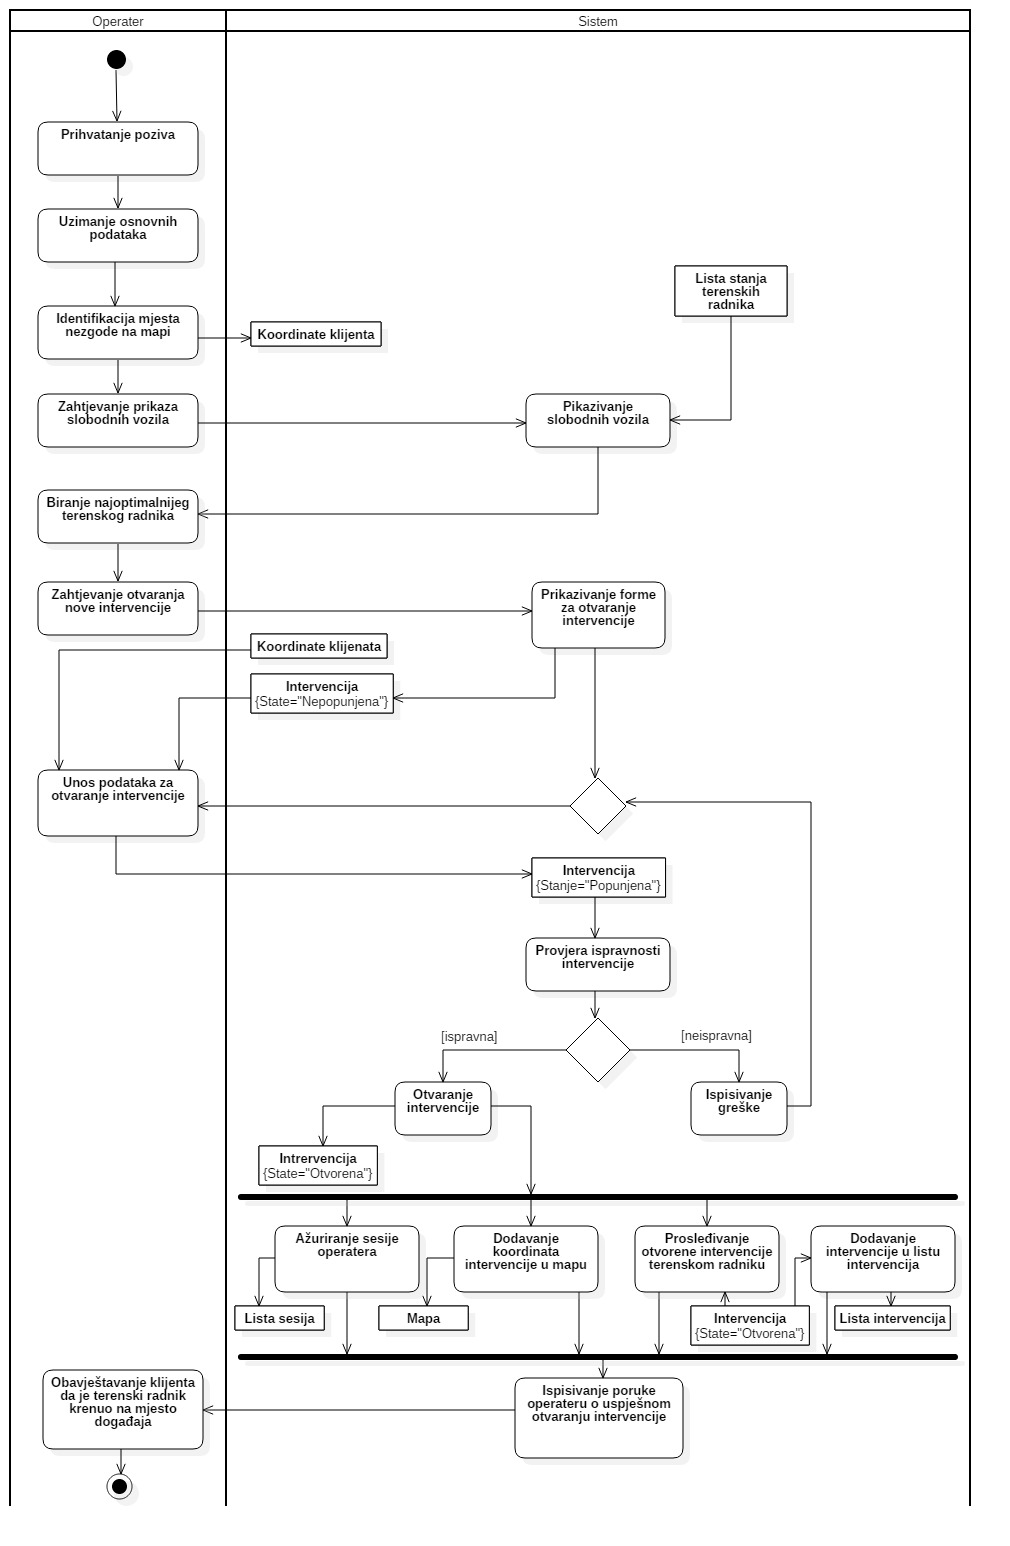 Operater
Sistem
Prihvatanje poziva
Uzimanje osnovnih
podataka
Lista stanja
terenskih
radnika
Identifikacija mjesta
nezgode na mapi
Koordinate klijenta
Zahtjevanje prikaza
slobodnih vozila
Pikazivanje
slobodnih vozila
Biranje najoptimalnijeg
terenskog radnika
Zahtjevanje otvaranja
nove intervencije
Prikazivanje forme
za otvaranje
intervencije
Koordinate klijenata
Intervencija
{State="Nepopunjena"}
Unos podataka za
otvaranje intervencije
Intervencija
{Stanje="Popunjena"}
Provjera ispravnosti
intervencije
[ispravna]
[neispravna]
Otvaranje
intervencije
Ispisivanje
greške
Intrervencija
{State="Otvorena"}
Ažuriranje sesije
operatera
Dodavanje
koordinata
intervencije u mapu
Prosleđivanje
otvorene intervencije
terenskom radniku
Dodavanje
intervencije u listu
intervencija
Lista sesija
Mapa
Intervencija
{State="Otvorena"}
Lista intervencija
Obavještavanje klijenta
da je terenski radnik
krenuo na mjesto
događaja
Ispisivanje poruke
operateru o uspješnom
otvaranju intervencije